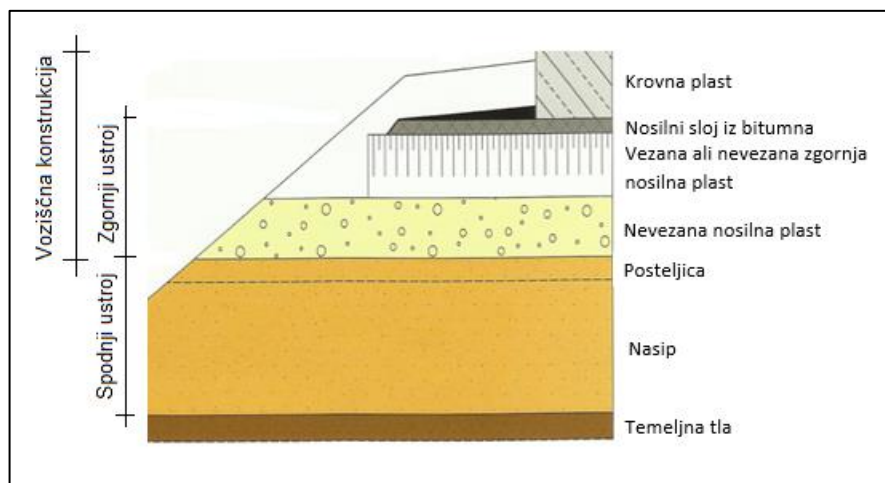 Voziščna konstrukcija
Zgornji ustroj
Spodnji ustroj
Krovna plast
Nosilni sloj iz bitumna
Vezana ali nevezana zgornja
nosilna plast
Nevezana nosilna plast
Posteljica
Nasip
Temeljna tla